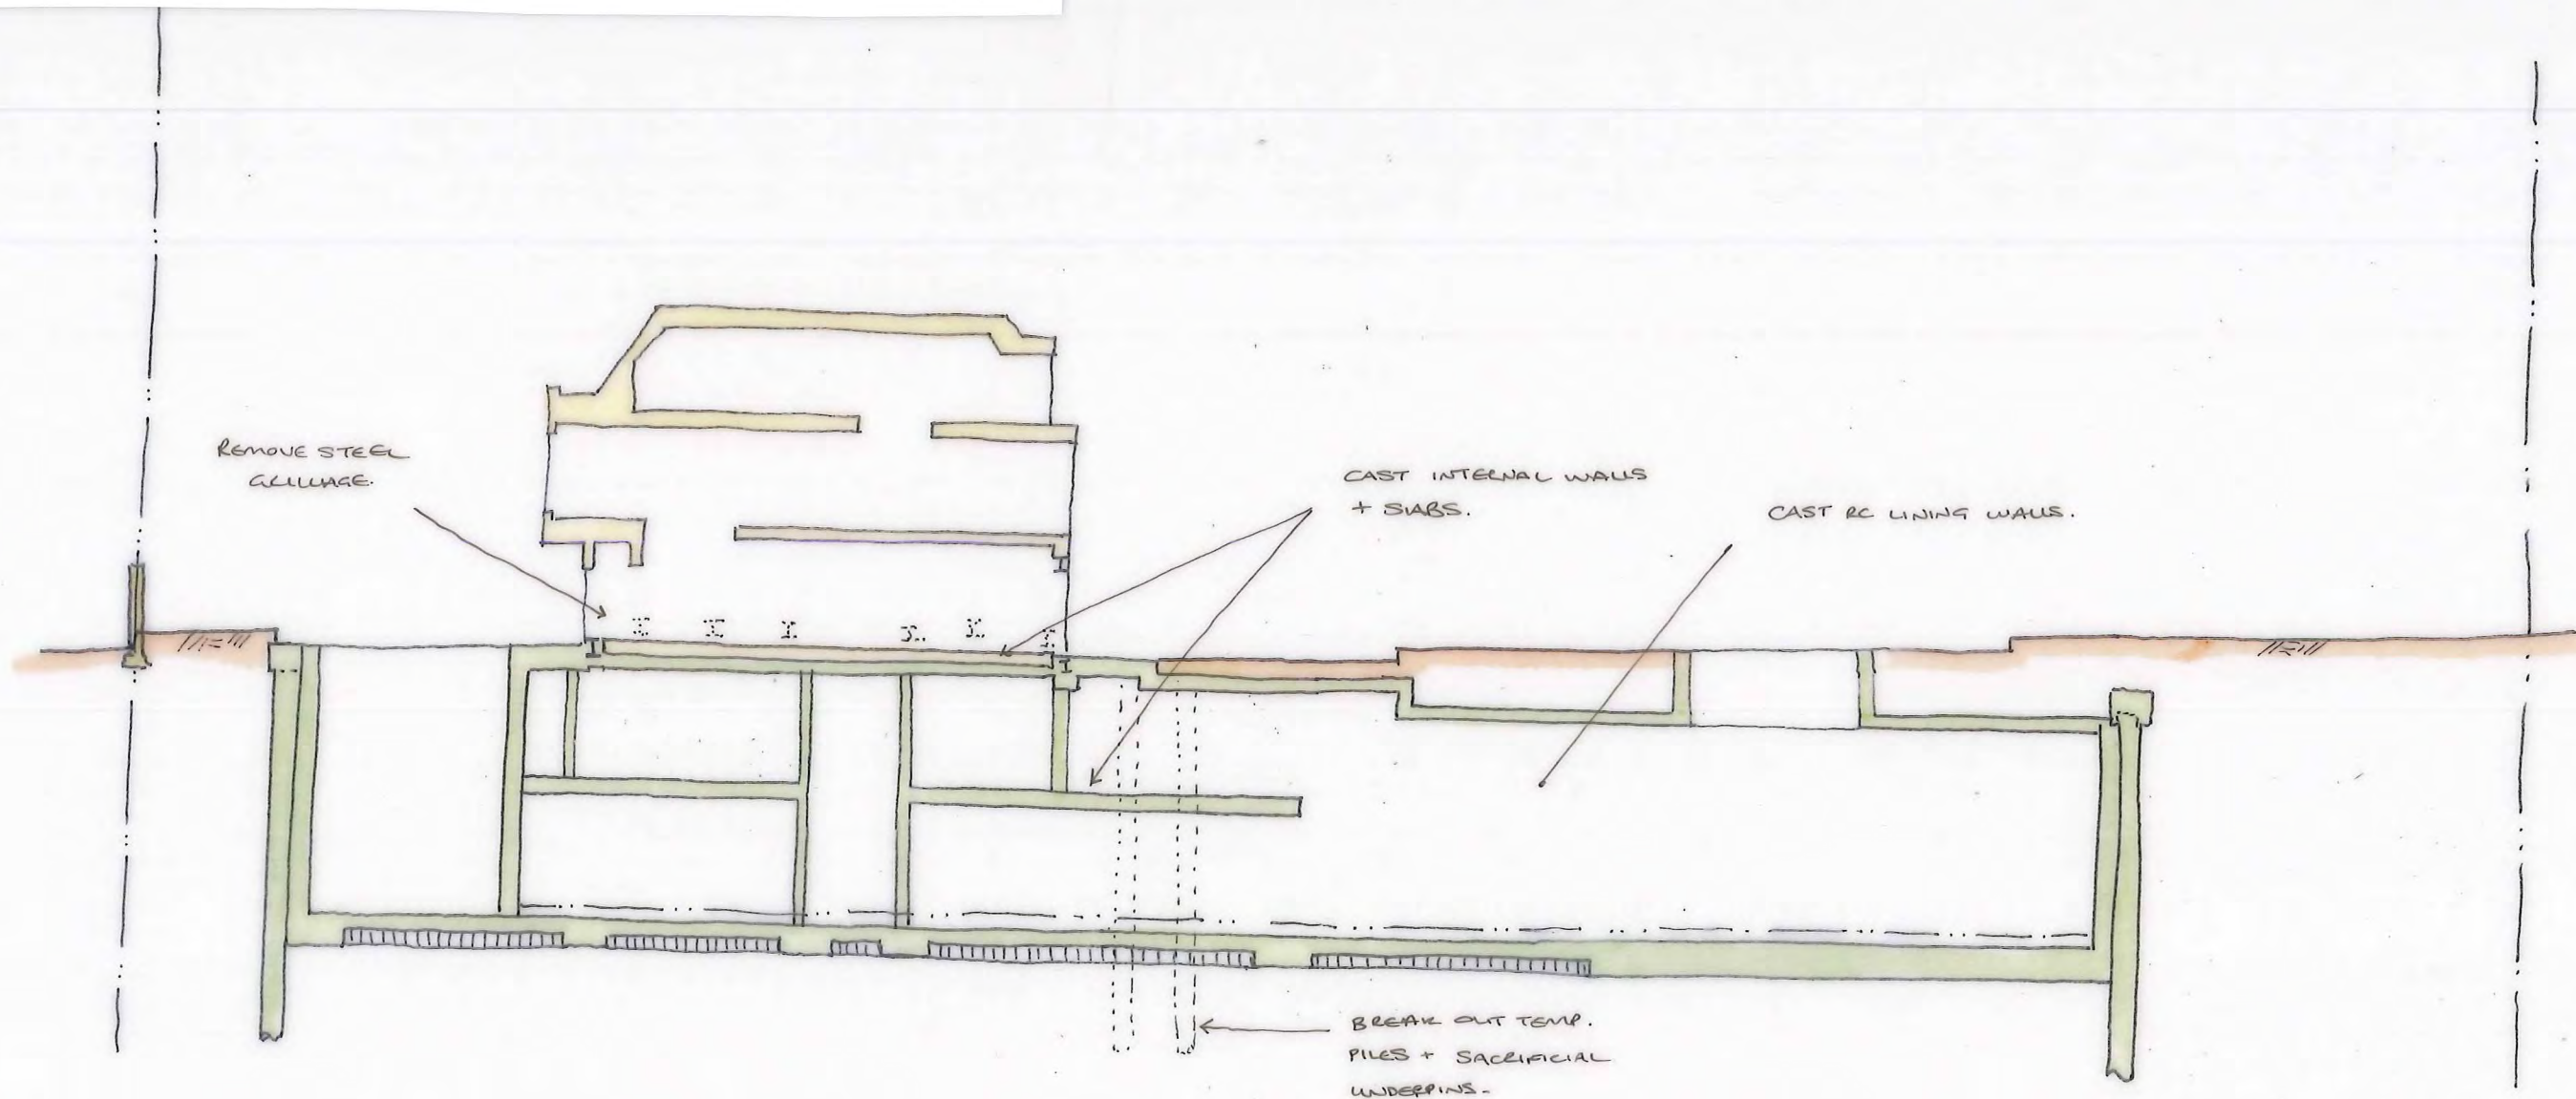 REMOVE STEEL
GRILLAGE.
CAST INTERNAL WALLS
+ SLABS.
CAST RC LINING WALLS.
BREAK OUT TEMP.
PILES + SACRIFICIAL
UNDERPINS.